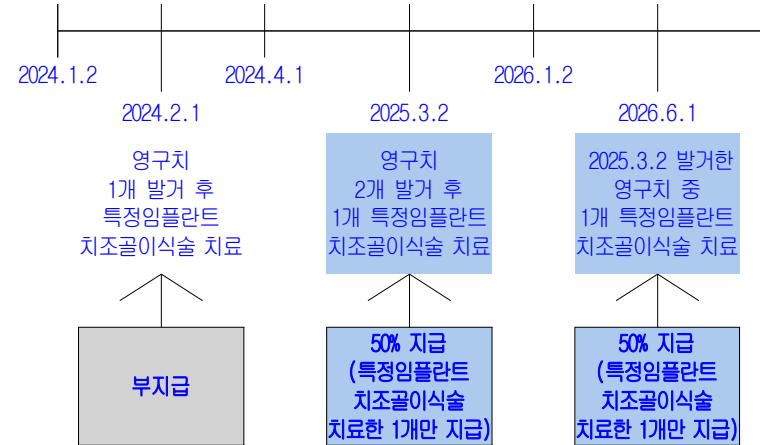 2024.1.2
2024.4.1
2026.1.2
2024.2.1
2025.3.2
2026.6.1
영구치
1개 발거 후
특정임플란트
치조골이식술 치료
영구치
2개 발거 후
1개 특정임플란트
치조골이식술 치료
2025.3.2 발거한
영구치 중
1개 특정임플란트
치조골이식술 치료
부지급
50% 지급
(특정임플란트
치조골이식술
치료한 1개만 지급)
50% 지급
(특정임플란트
치조골이식술
치료한 1개만 지급)